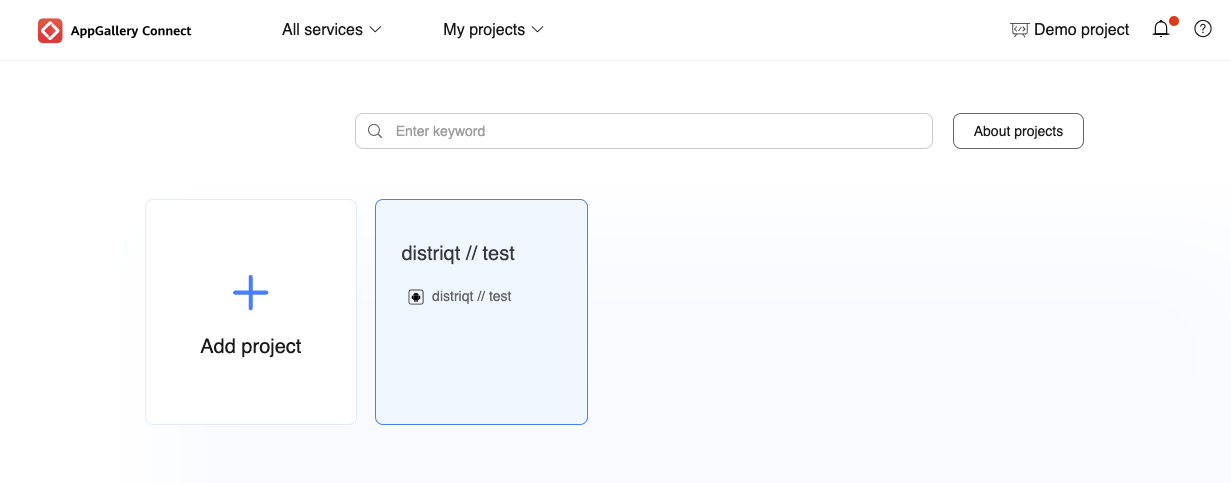 AppGallery Connect
All services
My projects
Demo project
Enter keyword
About projects
Add project
distriqt // test
distriqt // test